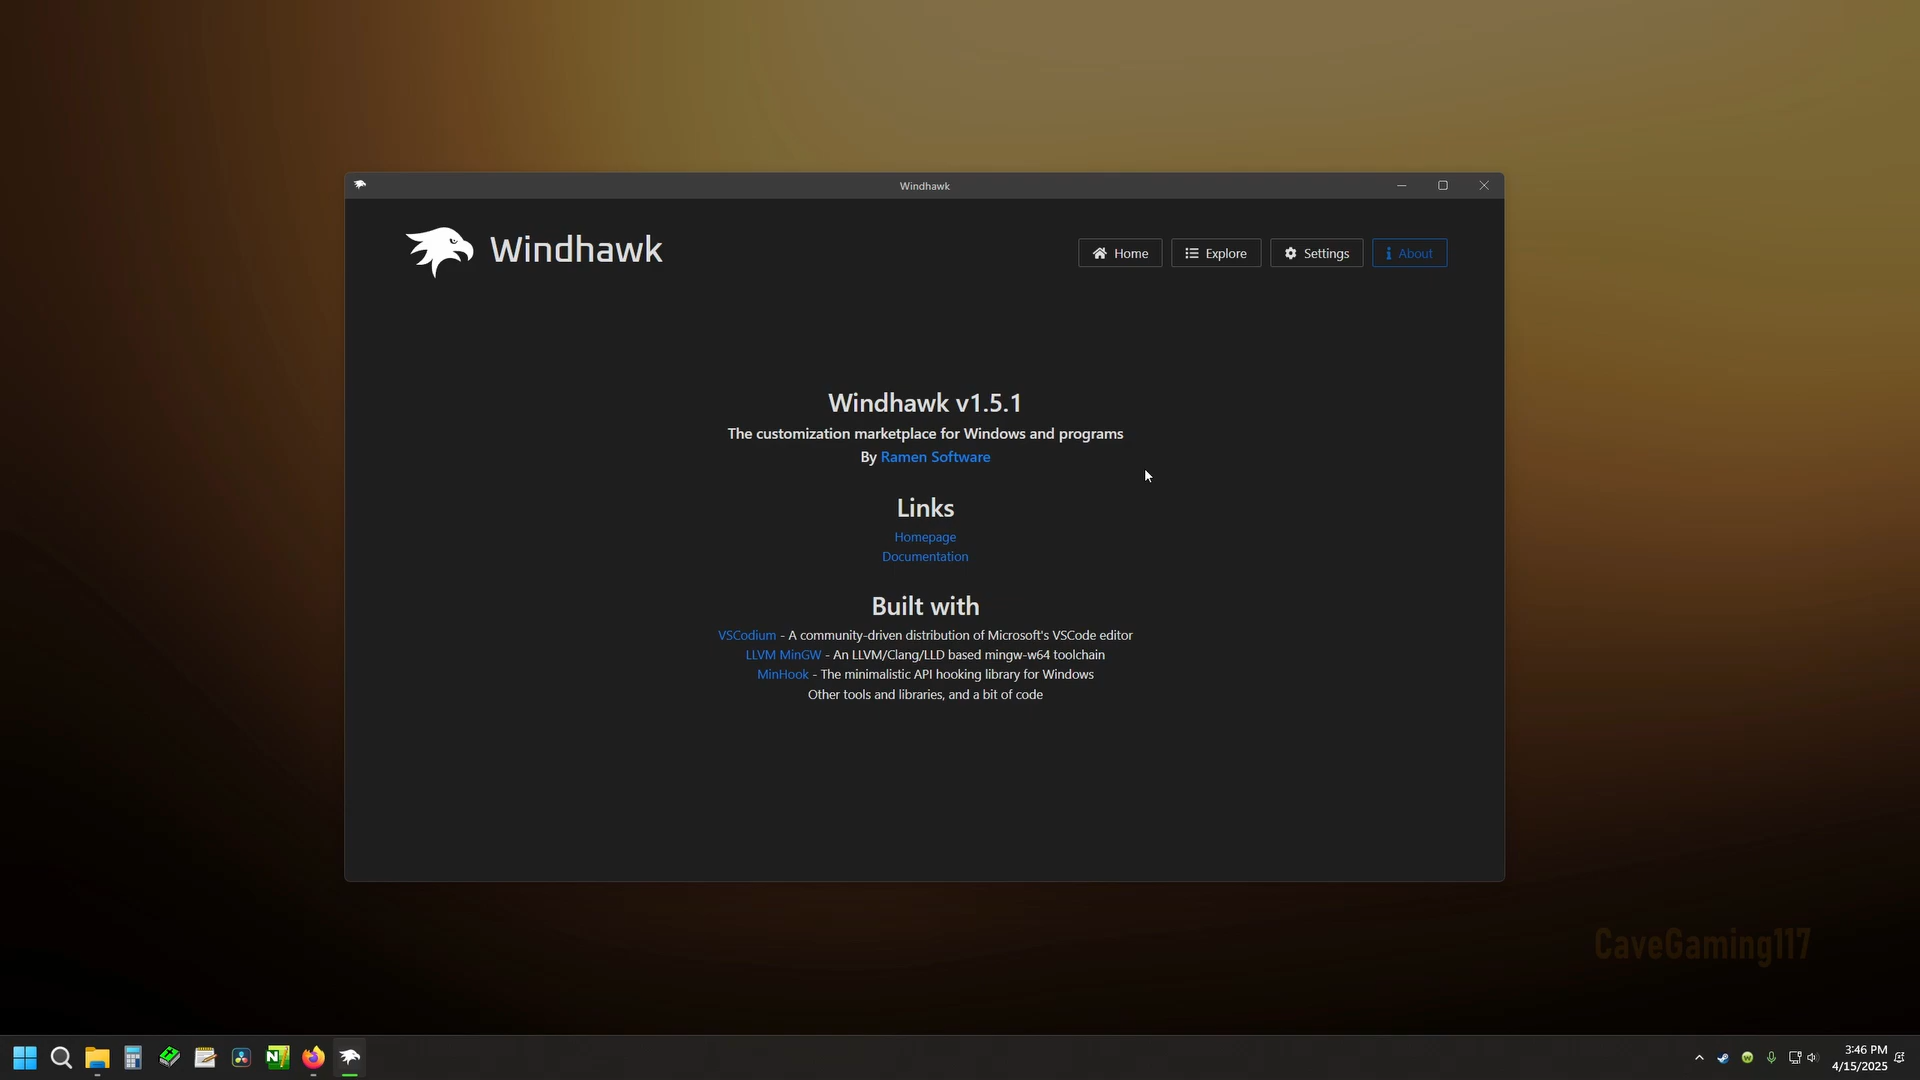 Windhawk
Windhawk
Home
Explore
Settings
About
Windhawk v1.5.1
The customization marketplace for Windows and programs
By Ramen Software
Links
Homepage
Documentation
Built with
VSCodium - A community-driven distribution of Microsoft's VSCode editor
LLVM MinGW - An LLVM/Clang/LLD based mingw-w64 toolchain
MinHook - The minimalistic API hooking library for Windows
Other tools and libraries, and a bit of code
CaveGaming117
3:46 PM
4/15/2025